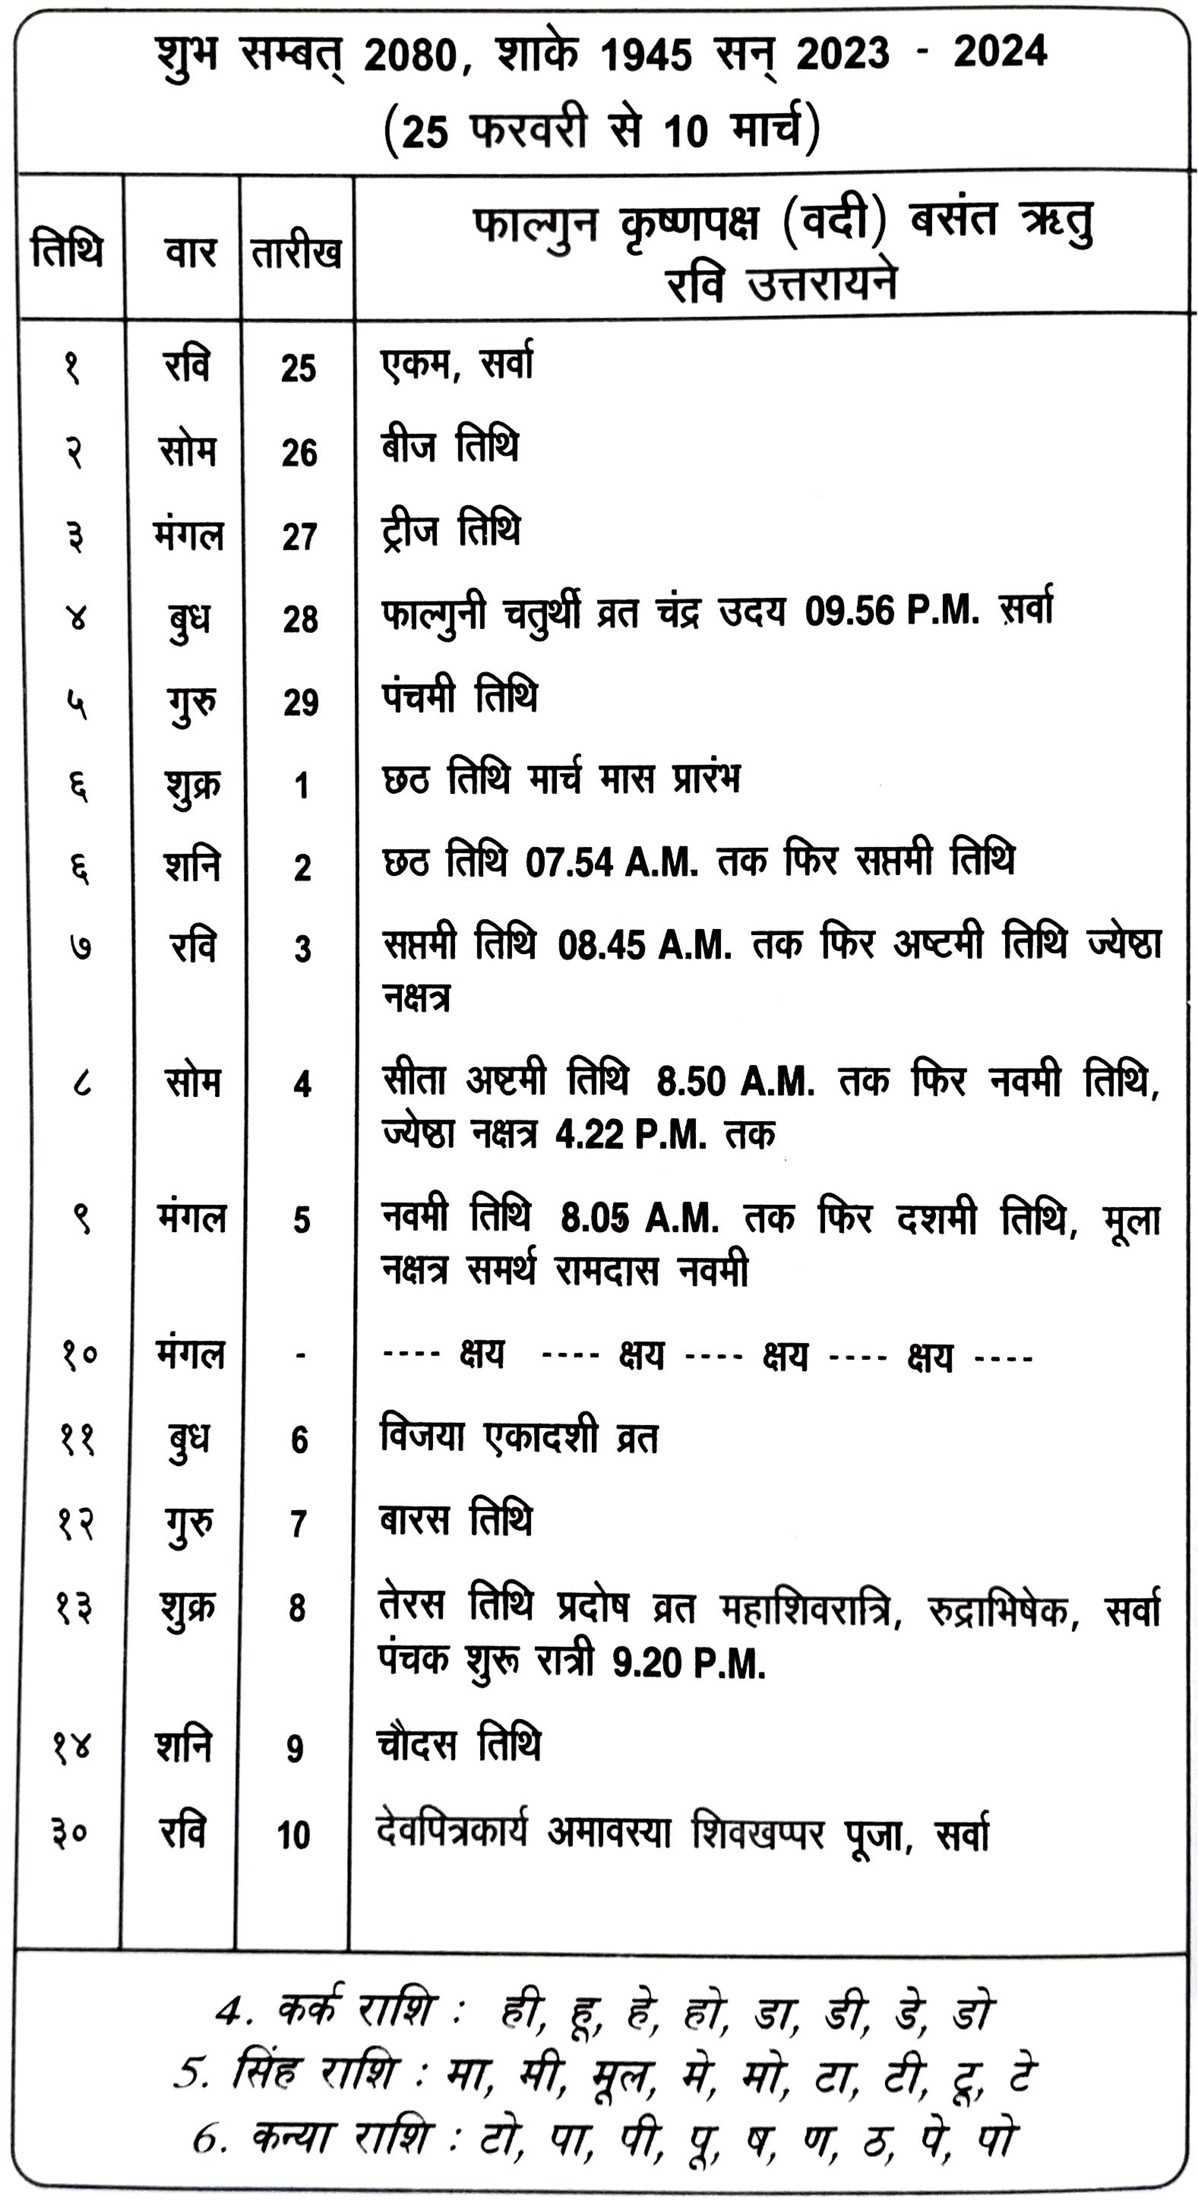 शुभ सम्बत् 2080, शाके 1945 सन् 2023 - 2024
(25 फरवरी से 10 मार्च)
तिथि वार तारीख फाल्गुन कृष्णपक्ष (वदी) बसंत ऋतु
रवि उत्तरायने
१ रवि 25 एकम, सर्वा
२ सोम 26 बीज तिथि
३ मंगल 27 ट्रीज तिथि
४ बुध 28 फाल्गुनी चतुर्थी व्रत चंद्र उदय 09.56 P.M. सर्वा
५ गुरु 29 पंचमी तिथि
६ शुक्र 1 छठ तिथि मार्च मास प्रारंभ
६ शनि 2 छठ तिथि 07.54 A.M. तक फिर सप्तमी तिथि
७ रवि 3 सप्तमी तिथि 08.45 A.M. तक फिर अष्टमी तिथि ज्येष्ठा
नक्षत्र
८ सोम 4 सीता अष्टमी तिथि 8.50 A.M. तक फिर नवमी तिथि,
ज्येष्ठा नक्षत्र 4.22 P.M. तक
९ मंगल 5 नवमी तिथि 8.05 A.M. तक फिर दशमी तिथि, मूला
नक्षत्र समर्थ रामदास नवमी
१० मंगल - ---- क्षय ---- क्षय ---- क्षय ---- क्षय ----
११ बुध 6 विजया एकादशी व्रत
१२ गुरु 7 बारस तिथि
१३ शुक्र 8 तेरस तिथि प्रदोष व्रत महाशिवरात्रि, रुद्राभिषेक, सर्वा
पंचक शुरू रात्री 9.20 P.M.
१४ शनि 9 चौदस तिथि
३० रवि 10 देवपित्रकार्य अमावस्या शिवखप्पर पूजा, सर्वा
4. कर्क राशि : ही, हू, हे, हो, डा, डी, डे, डो
5. सिंह राशि : मा, मी, मूल, मे, मो, टा, टी, टू, टे
6. कन्या राशि : टो, पा, पी, पू, ष, ण, ठ, पे, पो